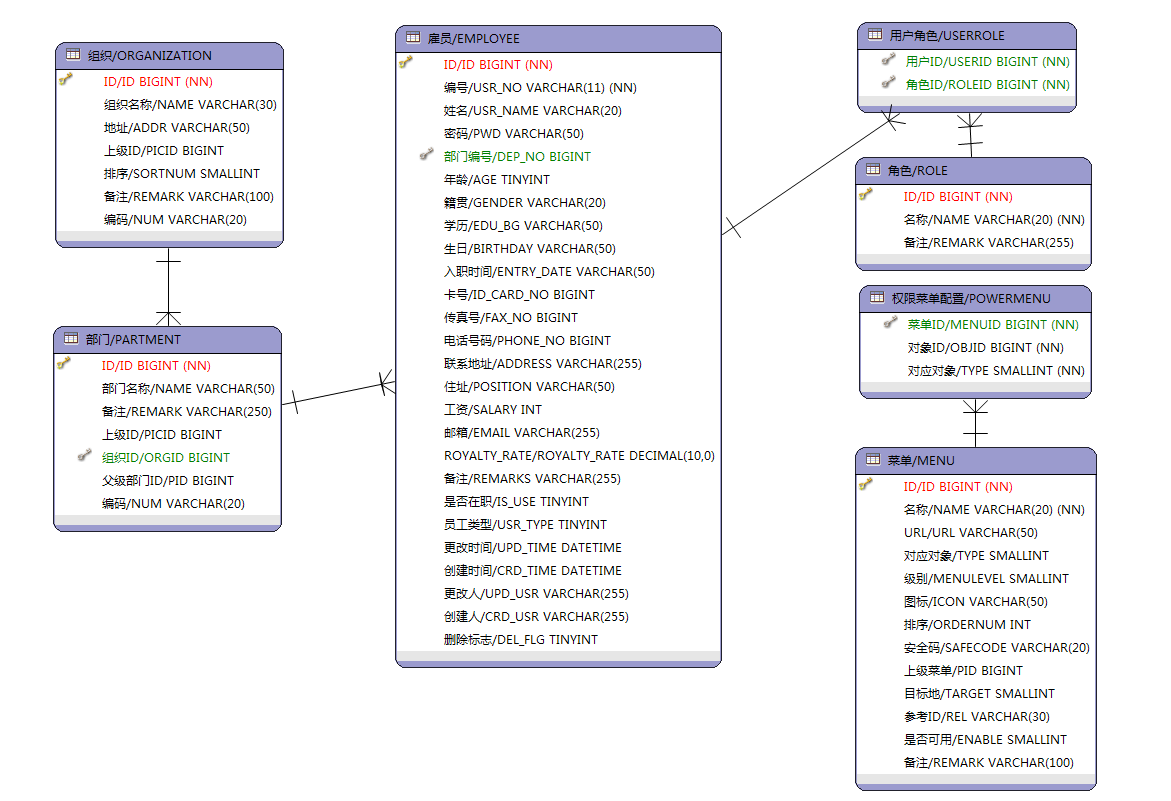 组织/ORGANIZATION
ID/ID BIGINT (NN)
组织名称/NAME VARCHAR(30)
地址/ADDR VARCHAR(50)
上级ID/PICID BIGINT
排序/SORTNUM SMALLINT
备注/REMARK VARCHAR(100)
编码/NUM VARCHAR(20)
部门/PARTMENT
ID/ID BIGINT (NN)
部门名称/NAME VARCHAR(50)
备注/REMARK VARCHAR(250)
上级ID/PICID BIGINT
组织ID/ORGID BIGINT
父级部门ID/PID BIGINT
编码/NUM VARCHAR(20)
雇员/EMPLOYEE
ID/ID BIGINT (NN)
编号/USR_NO VARCHAR(11) (NN)
姓名/USR_NAME VARCHAR(20)
密码/PWD VARCHAR(50)
部门编号/DEP_NO BIGINT
年龄/AGE TINYINT
籍贯/GENDER VARCHAR(20)
学历/EDU_BG VARCHAR(50)
生日/BIRTHDAY VARCHAR(50)
入职时间/ENTRY_DATE VARCHAR(50)
卡号/ID_CARD_NO BIGINT
传真号/FAX_NO BIGINT
电话号码/PHONE_NO BIGINT
联系地址/ADDRESS VARCHAR(255)
住址/POSITION VARCHAR(50)
工资/SALARY INT
邮箱/EMAIL VARCHAR(255)
ROYALTY_RATE/ROYALTY_RATE DECIMAL(10,0)
备注/REMARKS VARCHAR(255)
是否在职/IS_USE TINYINT
员工类型/USR_TYPE TINYINT
更改时间/UPD_TIME DATETIME
创建时间/CRD_TIME DATETIME
更改人/UPD_USR VARCHAR(255)
创建人/CRD_USR VARCHAR(255)
删除标志/DEL_FLG TINYINT
用户角色/USERROLE
用户ID/USERID BIGINT (NN)
角色ID/ROLEID BIGINT (NN)
角色/ROLE
ID/ID BIGINT (NN)
名称/NAME VARCHAR(20) (NN)
备注/REMARK VARCHAR(255)
权限菜单配置/POWERMENU
菜单ID/MENUID BIGINT (NN)
对象ID/OBJID BIGINT (NN)
对应对象/TYPE SMALLINT (NN)
菜单/MENU
ID/ID BIGINT (NN)
名称/NAME VARCHAR(20) (NN)
URL/URL VARCHAR(50)
对应对象/TYPE SMALLINT
级别/MENULEVEL SMALLINT
图标/ICON VARCHAR(50)
排序/ORDERNUM INT
安全码/SAFECODE VARCHAR(20)
上级菜单/PID BIGINT
目标地/TARGET SMALLINT
参考ID/REL VARCHAR(30)
是否可用/ENABLE SMALLINT
备注/REMARK VARCHAR(100)